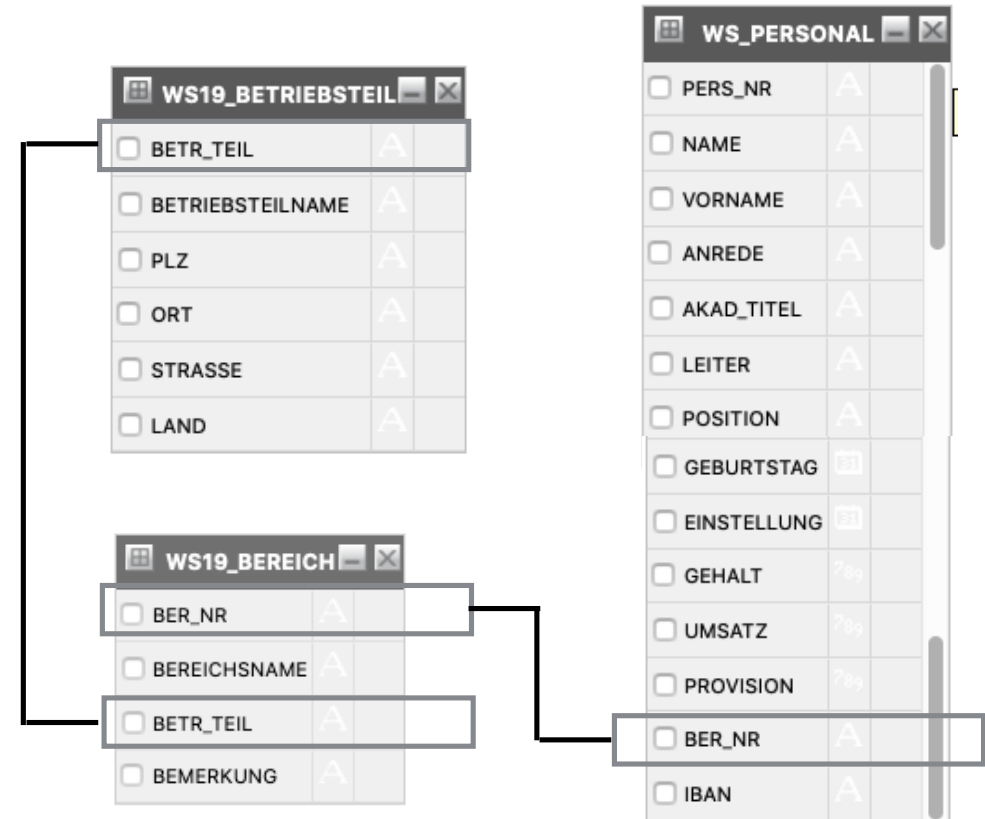 WS19_BETRIEBSTEIL
BETR_TEIL
BETRIEBSTEILNAME
PLZ
ORT
STRASSE
LAND
WS19_BEREICH
BER_NR
BEREICHSNAME
BETR_TEIL
BEMERKUNG
WS_PERSONAL
PERS_NR
NAME
VORNAME
ANREDE
AKAD_TITEL
LEITER
POSITION
GEBURTSTAG
EINSTELLUNG
GEHALT
UMSATZ
PROVISION
BER_NR
IBAN